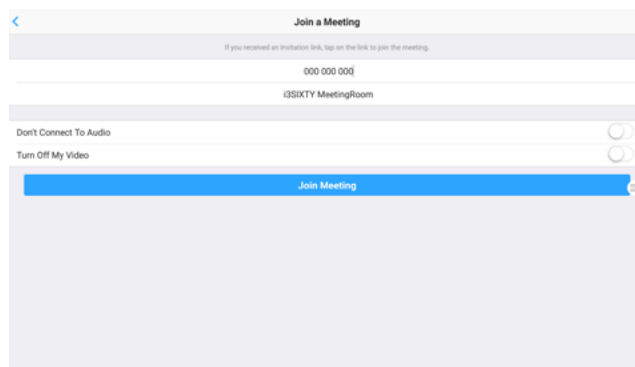 Join a Meeting
If you received an invitation link, tap on the link to join the meeting.
000 000 000
i3SIXTY MeetingRoom
Don't Connect To Audio
Turn Off My Video
Join Meeting